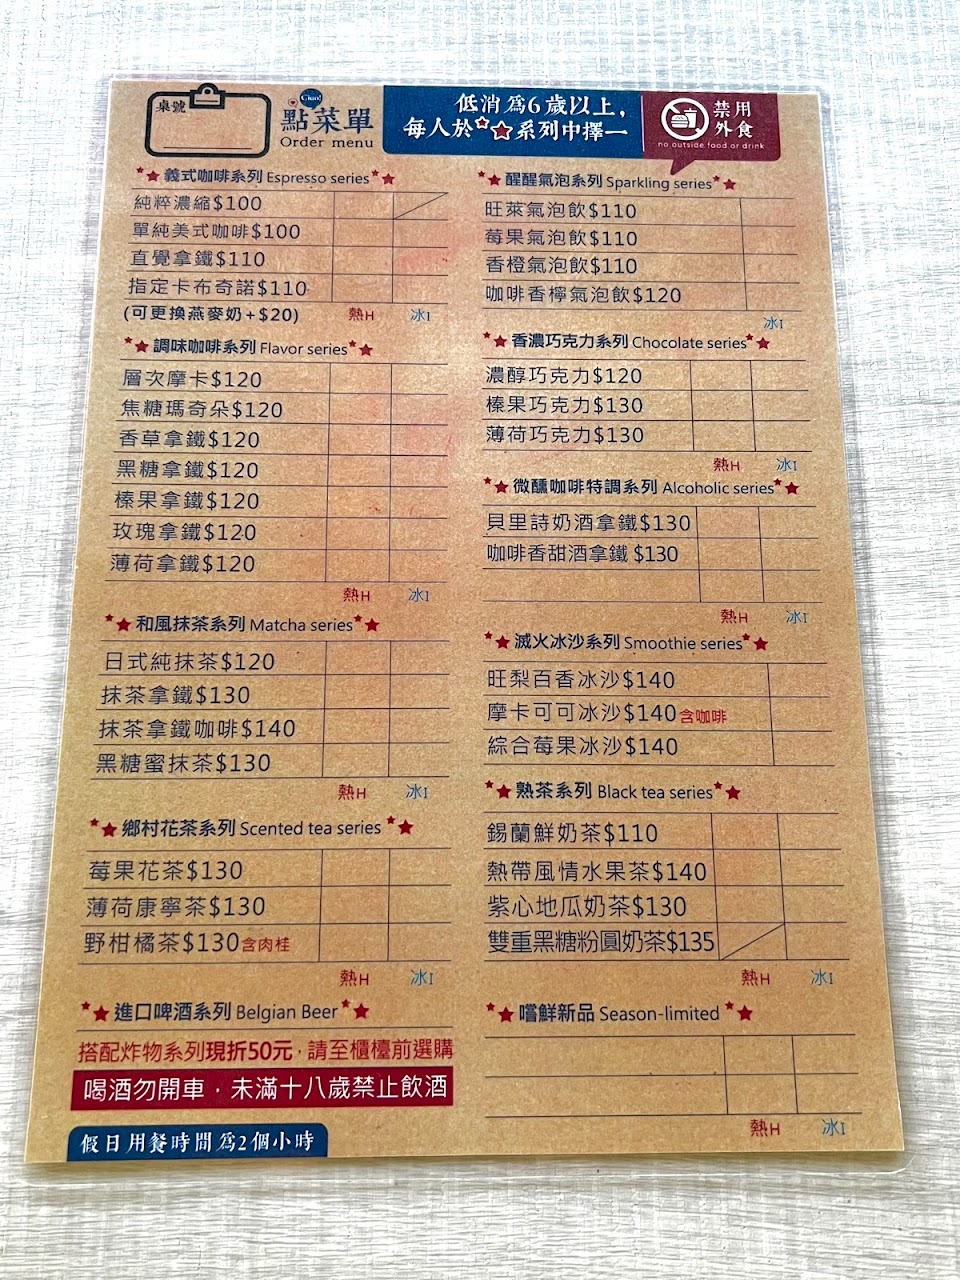 桌號
Ciao!
點菜單
Order menu
低消為6歲以上，
每人於★★系列中擇一
禁用
外食
no outside food or drink
★★義式咖啡系列 Espresso series★★
純粹濃縮$100
單純美式咖啡$100
直覺拿鐵$110
指定卡布奇諾$110
(可更換燕麥奶+$20)
熱H 冰I
★★調味咖啡系列 Flavor series★★
層次摩卡$120
焦糖瑪奇朵$120
香草拿鐵$120
黑糖拿鐵$120
榛果拿鐵$120
玫瑰拿鐵$120
薄荷拿鐵$120
熱H 冰I
★★和風抹茶系列 Matcha series★★
日式純抹茶$120
抹茶拿鐵$130
抹茶拿鐵咖啡$140
黑糖蜜抹茶$130
熱H 冰I
★★鄉村花茶系列 Scented tea series★★
莓果花茶$130
薄荷康寧茶$130
野柑橘茶$130含肉桂
熱H 冰I
★★進口啤酒系列 Belgian Beer★★
搭配炸物系列現折50元，請至櫃檯前選購
喝酒勿開車．未滿十八歲禁止飲酒
假日用餐時間為2個小時
★★醒醒氣泡系列 Sparkling series★★
旺萊氣泡飲$110
莓果氣泡飲$110
香橙氣泡飲$110
咖啡香檸氣泡飲$120
冰I
★★香濃巧克力系列 Chocolate series★★
濃醇巧克力$120
榛果巧克力$130
薄荷巧克力$130
熱H 冰I
★★微醺咖啡特調系列 Alcoholic series★★
貝里詩奶酒拿鐵$130
咖啡香甜酒拿鐵 $130
熱H 冰I
★★滅火冰沙系列 Smoothie series★★
旺梨百香冰沙$140
摩卡可可冰沙$140含咖啡
綜合莓果冰沙$140
★★熟茶系列 Black tea series★★
錫蘭鮮奶茶$110
熱帶風情水果茶$140
紫心地瓜奶茶$130
雙重黑糖粉圓奶茶$135
熱H 冰I
★★嚐鮮新品 Season-limited ★★
熱H 冰I